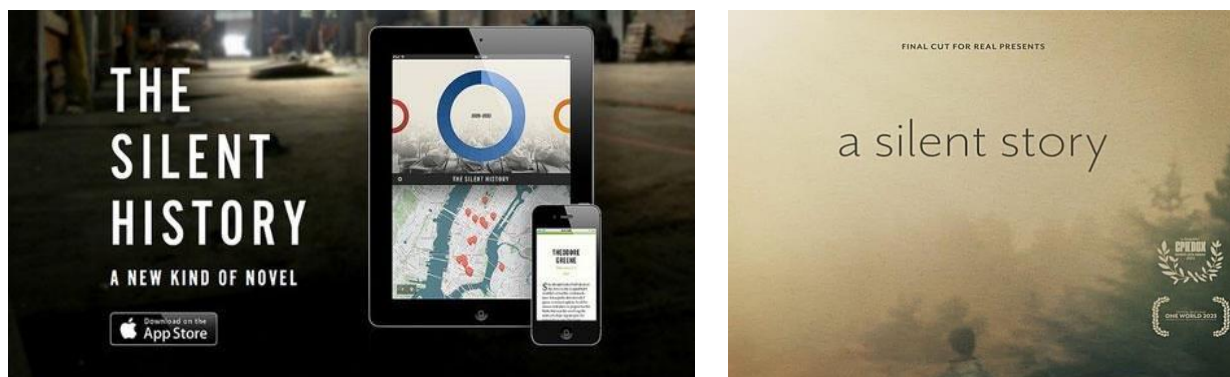 THE
SILENT
HISTORY
A NEW KIND OF NOVEL
Download on the
App Store
THE SILENT HISTORY
THEODORE
GREENE
FINAL CUT FOR REAL PRESENTS
a silent story
CPH:DOX
ONE WORLD 2025